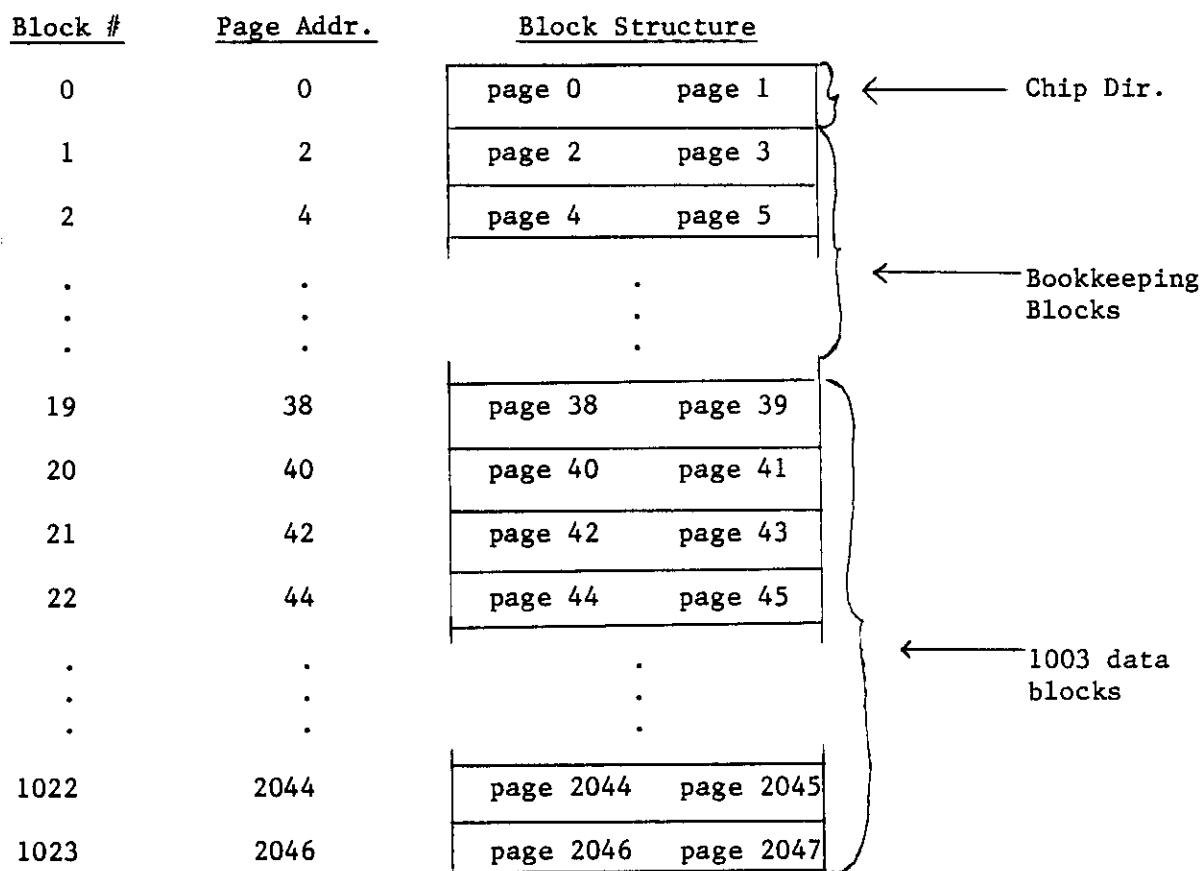 Block # Page Addr. Block Structure
0 0 page 0 page 1 Chip Dir.
1 2 page 2 page 3
2 4 page 4 page 5
Bookkeeping
Blocks
19 38 page 38 page 39
20 40 page 40 page 41
21 42 page 42 page 43
22 44 page 44 page 45
1003 data
blocks
1022 2044 page 2044 page 2045
1023 2046 page 2046 page 2047